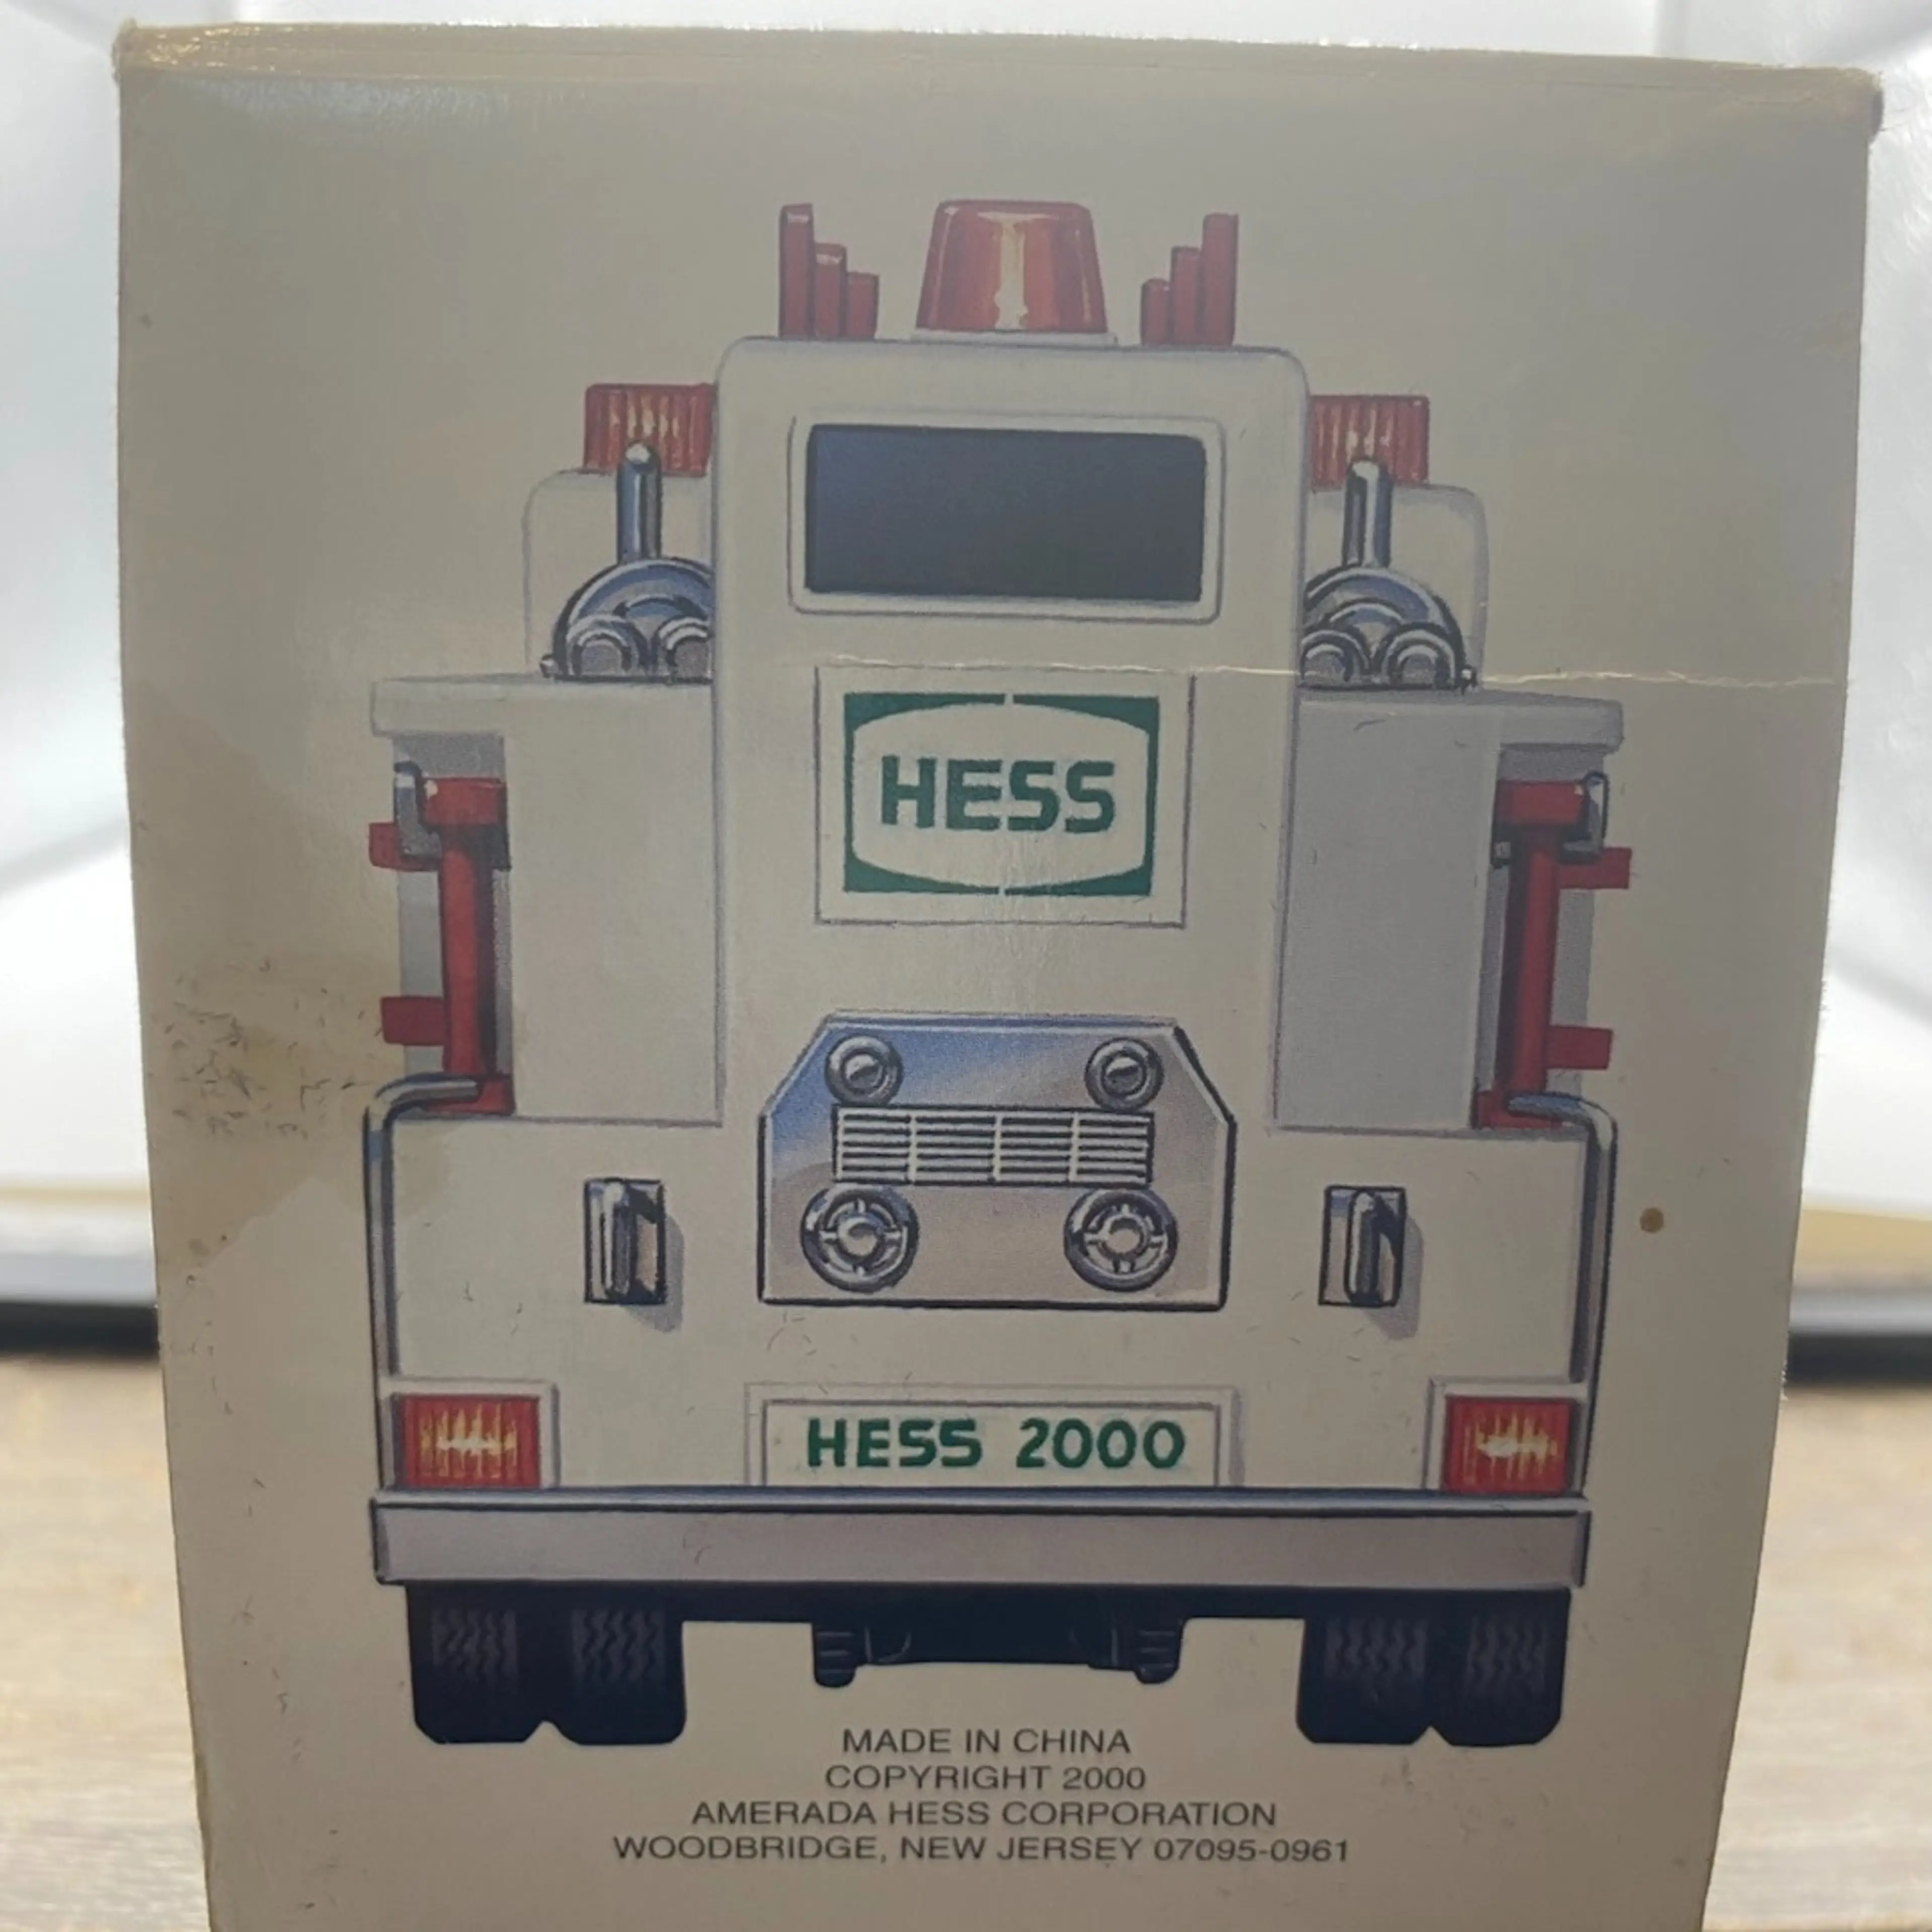 HESS
HESS 2000
MADE IN CHINA
COPYRIGHT 2000
AMERADA HESS CORPORATION
WOODBRIDGE, NEW JERSEY 07095-0961